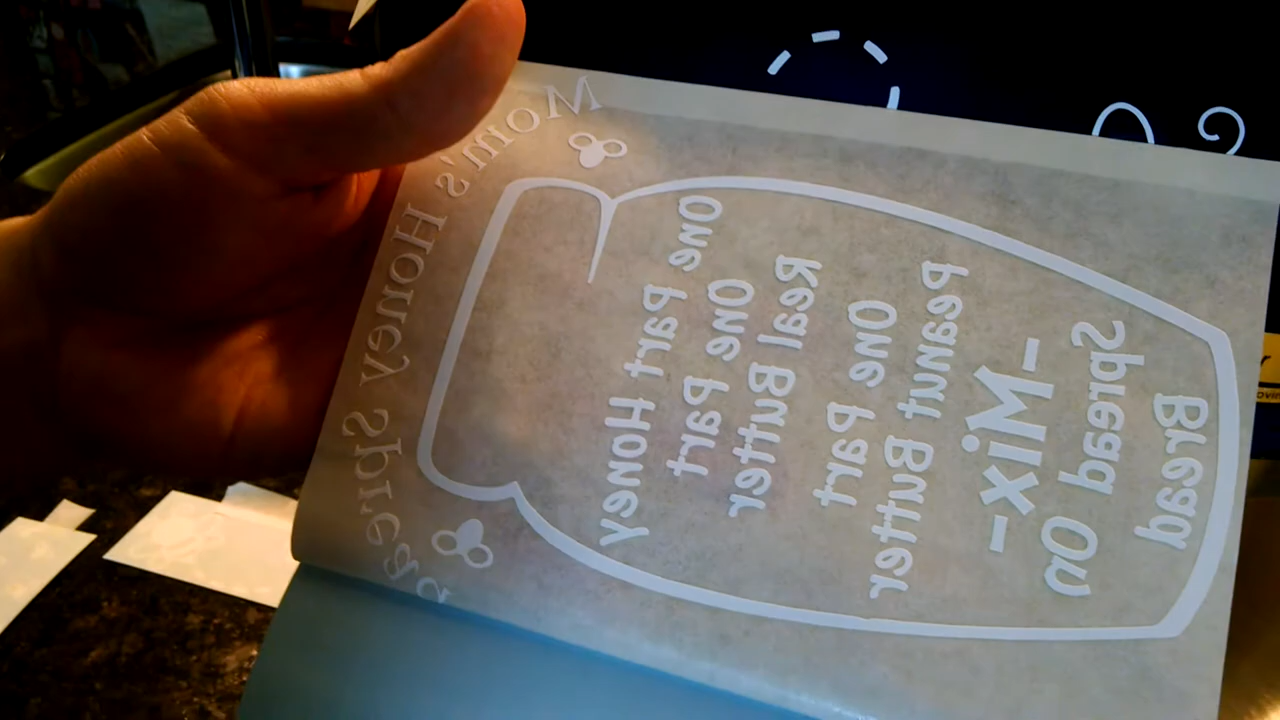 Mom's Honey Spread
One
Part Honey
One
Part
Real Butter
One
Part
Peanut Butter
-Mix-
Spread On
Bread